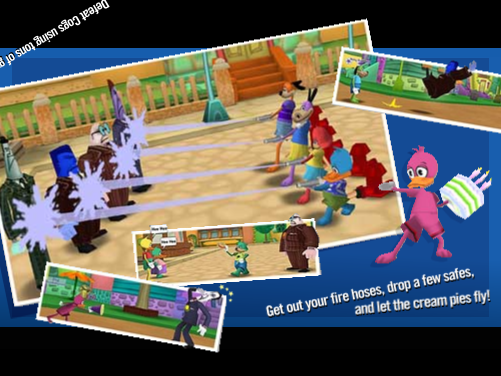 Defeat Cogs using tons of
Get out your fire hoses, drop a few safes,
and let the cream pies fly!